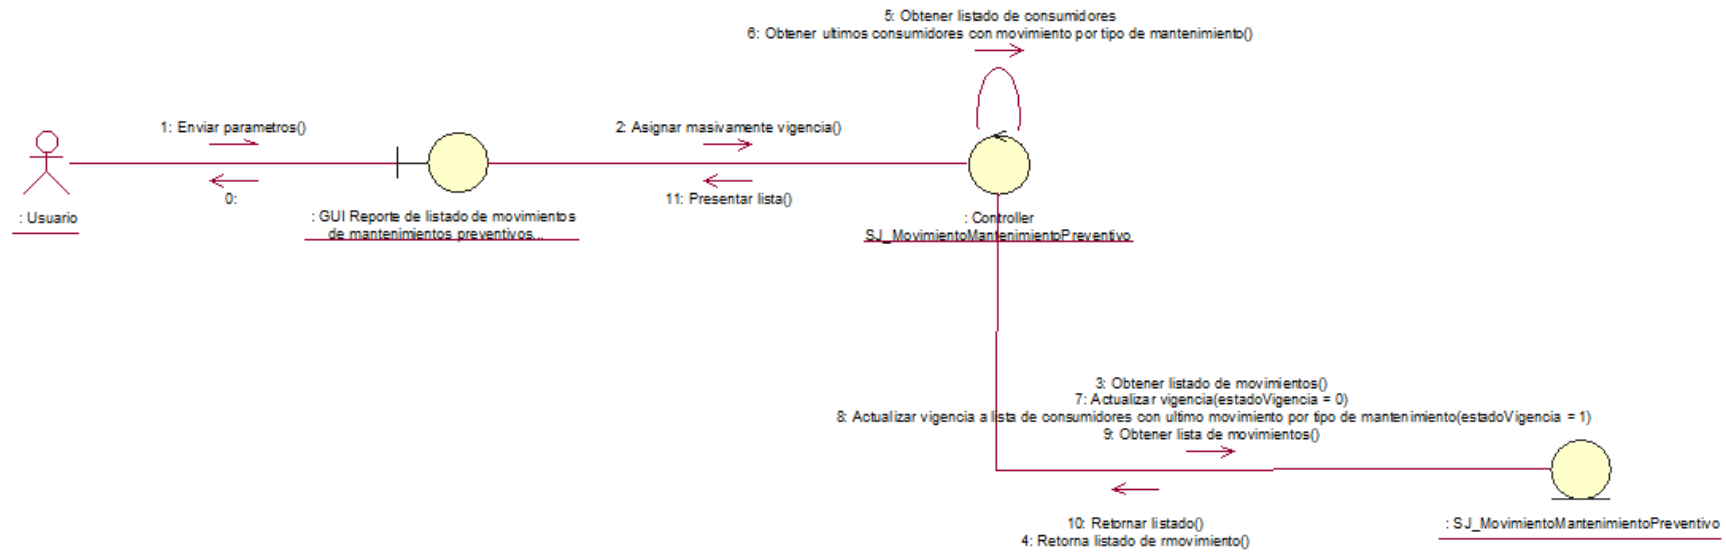 5: Obtener listado de consumidores
6: Obtener ultimos consumidores con movimiento por tipo de mantenimiento()
1: Enviar parametros()
2: Asignar masivamente vigencia()
0:
11: Presentar lista()
: Usuario
: GUI Reporte de listado de movimientos
de mantenimientos preventivos...
: Controller
SJ_MovimientoMantenimientoPreventivo
3: Obtener listado de movimientos()
7: Actualizar vigencia(estadoVigencia = 0)
8: Actualizar vigencia a lista de consumidores con ultimo movimiento por tipo de mantenimiento(estadoVigencia = 1)
9: Obtener lista de movimientos()
10: Retornar listado()
4: Retorna listado de rmovimiento()
: SJ_MovimientoMantenimientoPreventivo